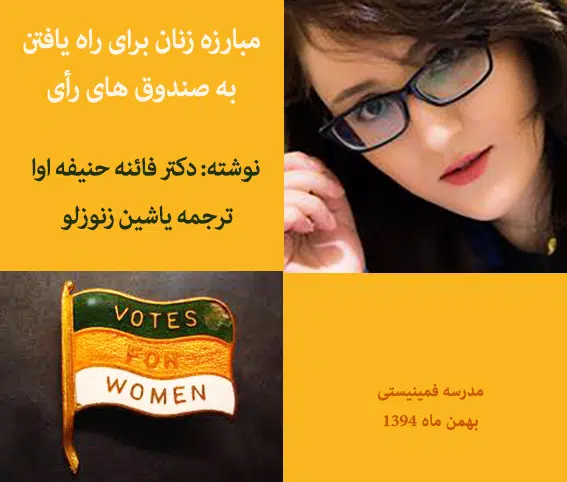 مبارزه زنان برای راه یافتن
به صندوق های رأی
نوشته: دکتر فائنه حنیفه اوا
ترجمه یاشین زنوزلو
VOTES
FOR
WOMEN
مدرسه فمینیستی
بهمن ماه 1394